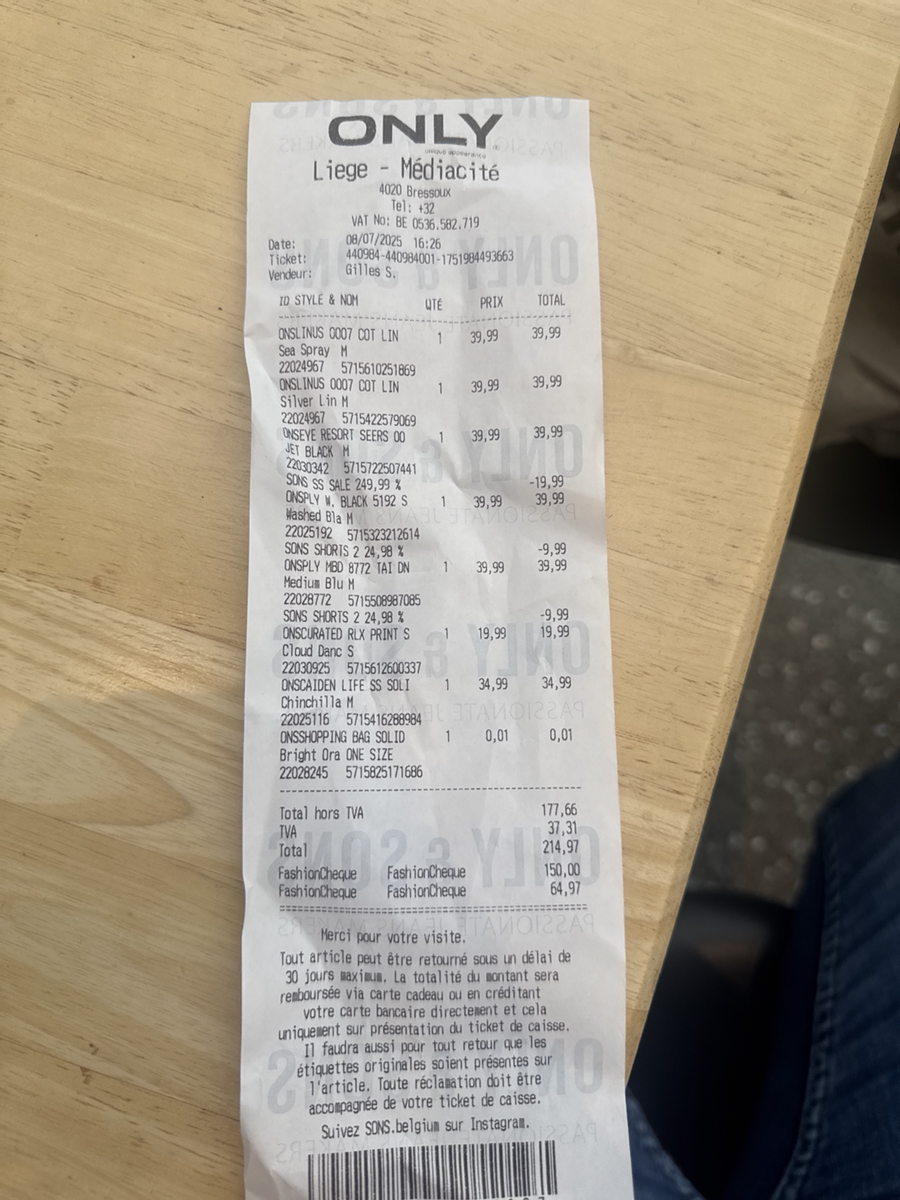 ONLY
Liege - Médiacité
4020 Bressoux
Tel: +32
VAT No: BE 0536.582.719
Date: 08/07/2025 16:26
Ticket: 440984-440984001-1751984493663
Vendeur: Gilles S.
ID STYLE & NOM QTÉ PRIX TOTAL
ONSLINUS 0007 COT LIN 1 39,99 39,99
Sea Spray M
22024967 5715610251869
ONSLINUS 0007 COT LIN 1 39,99 39,99
Silver Lin M
22024967 5715422579069
ONSEYE RESORT SEERS 00 1 39,99 39,99
JET BLACK M
22030342 5715722507441
SONS SS SALE 249,99 % -19,99
ONSPLY W. BLACK 5192 S 1 39,99 39,99
Washed Bla M
22025192 5715323212614
SONS SHORTS 2 24,98 % -9,99
ONSPLY MBD 8772 TAI DN 1 39,99 39,99
Medium Blu M
22028772 5715508987085
SONS SHORTS 2 24,98 % -9,99
ONSCURATED RLX PRINT S 1 19,99 19,99
Cloud Danc S
22030925 5715612600337
ONSCAIDEN LIFE SS SOLI 1 34,99 34,99
Chinchilla M
22025116 5715416288984
ONSSHOPPING BAG SOLID 1 0,01 0,01
Bright Ora ONE SIZE
22028245 5715825171686
Total hors TVA 177,66
TVA 37,31
Total 214,97
FashionCheque FashionCheque 150,00
FashionCheque FashionCheque 64,97
Merci pour votre visite.
Tout article peut être retourné sous un délai de
30 jours maximum. La totalité du montant sera
remboursée via carte cadeau ou en créditant
votre carte bancaire directement et cela
uniquement sur présentation du ticket de caisse.
Il faudra aussi pour tout retour que les
étiquettes originales soient présentes sur
l'article. Toute réclamation doit être
accompagnée de votre ticket de caisse.
Suivez SONS.belgium sur Instagram.